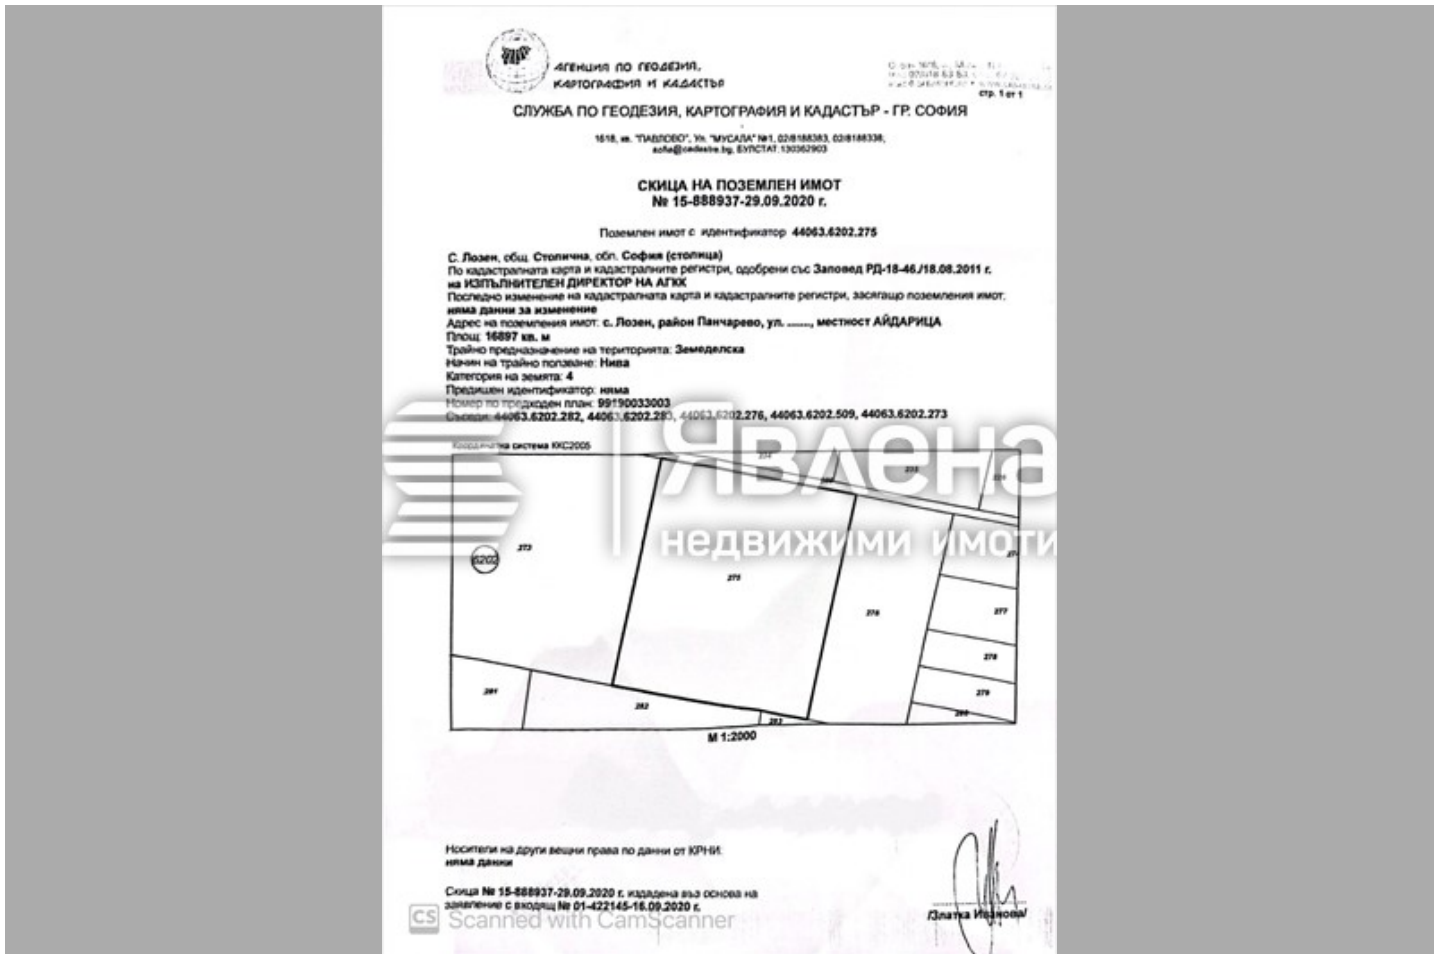 АГЕНЦИЯ ПО ГЕОДЕЗИЯ,
КАРТОГРАФИЯ И КАДАСТЪР
стр. 1 от 1
СЛУЖБА ПО ГЕОДЕЗИЯ, КАРТОГРАФИЯ И КАДАСТЪР - ГР. СОФИЯ
1618, кв. "ПАВЛОВО", Ул. "МУСАЛА" №1, 02/8188383, 02/8188338;
sofia@cadastre.bg, БУЛСТАТ:130362903
СКИЦА НА ПОЗЕМЛЕН ИМОТ
№ 15-888937-29.09.2020 г.
Поземлен имот с идентификатор 44063.6202.275
С. Лозен, общ. Столична, обл. София (столица)
По кадастралната карта и кадастралните регистри, одобрени със Заповед РД-18-46./18.08.2011 г.
на ИЗПЪЛНИТЕЛЕН ДИРЕКТОР НА АГКК
Последно изменение на кадастралната карта и кадастралните регистри, засягащо поземления имот:
няма данни за изменение
Адрес на поземления имот: с. Лозен, район Панчарево, ул. ......., местност АЙДАРИЦА
Площ: 16897 кв. м
Трайно предназначение на територията: Земеделска
Начин на трайно ползване: Нива
Категория на земята: 4
Предишен идентификатор: няма
Номер по предходен план: 99190033003
Съседи: 44063.6202.282, 44063.6202.283, 44063.6202.276, 44063.6202.509, 44063.6202.273
Координатна система ККС2005
Явлена
недвижими имоти
6202
273
275
276
277
278
279
280
281
282
283
М 1:2000
Носители на други вещни права по данни от КРНИ:
няма данни
Скица № 15-888937-29.09.2020 г. издадена въз основа на
заявление с входящ № 01-422145-16.09.2020 г.
/Златка Иванова/
CS Scanned with CamScanner